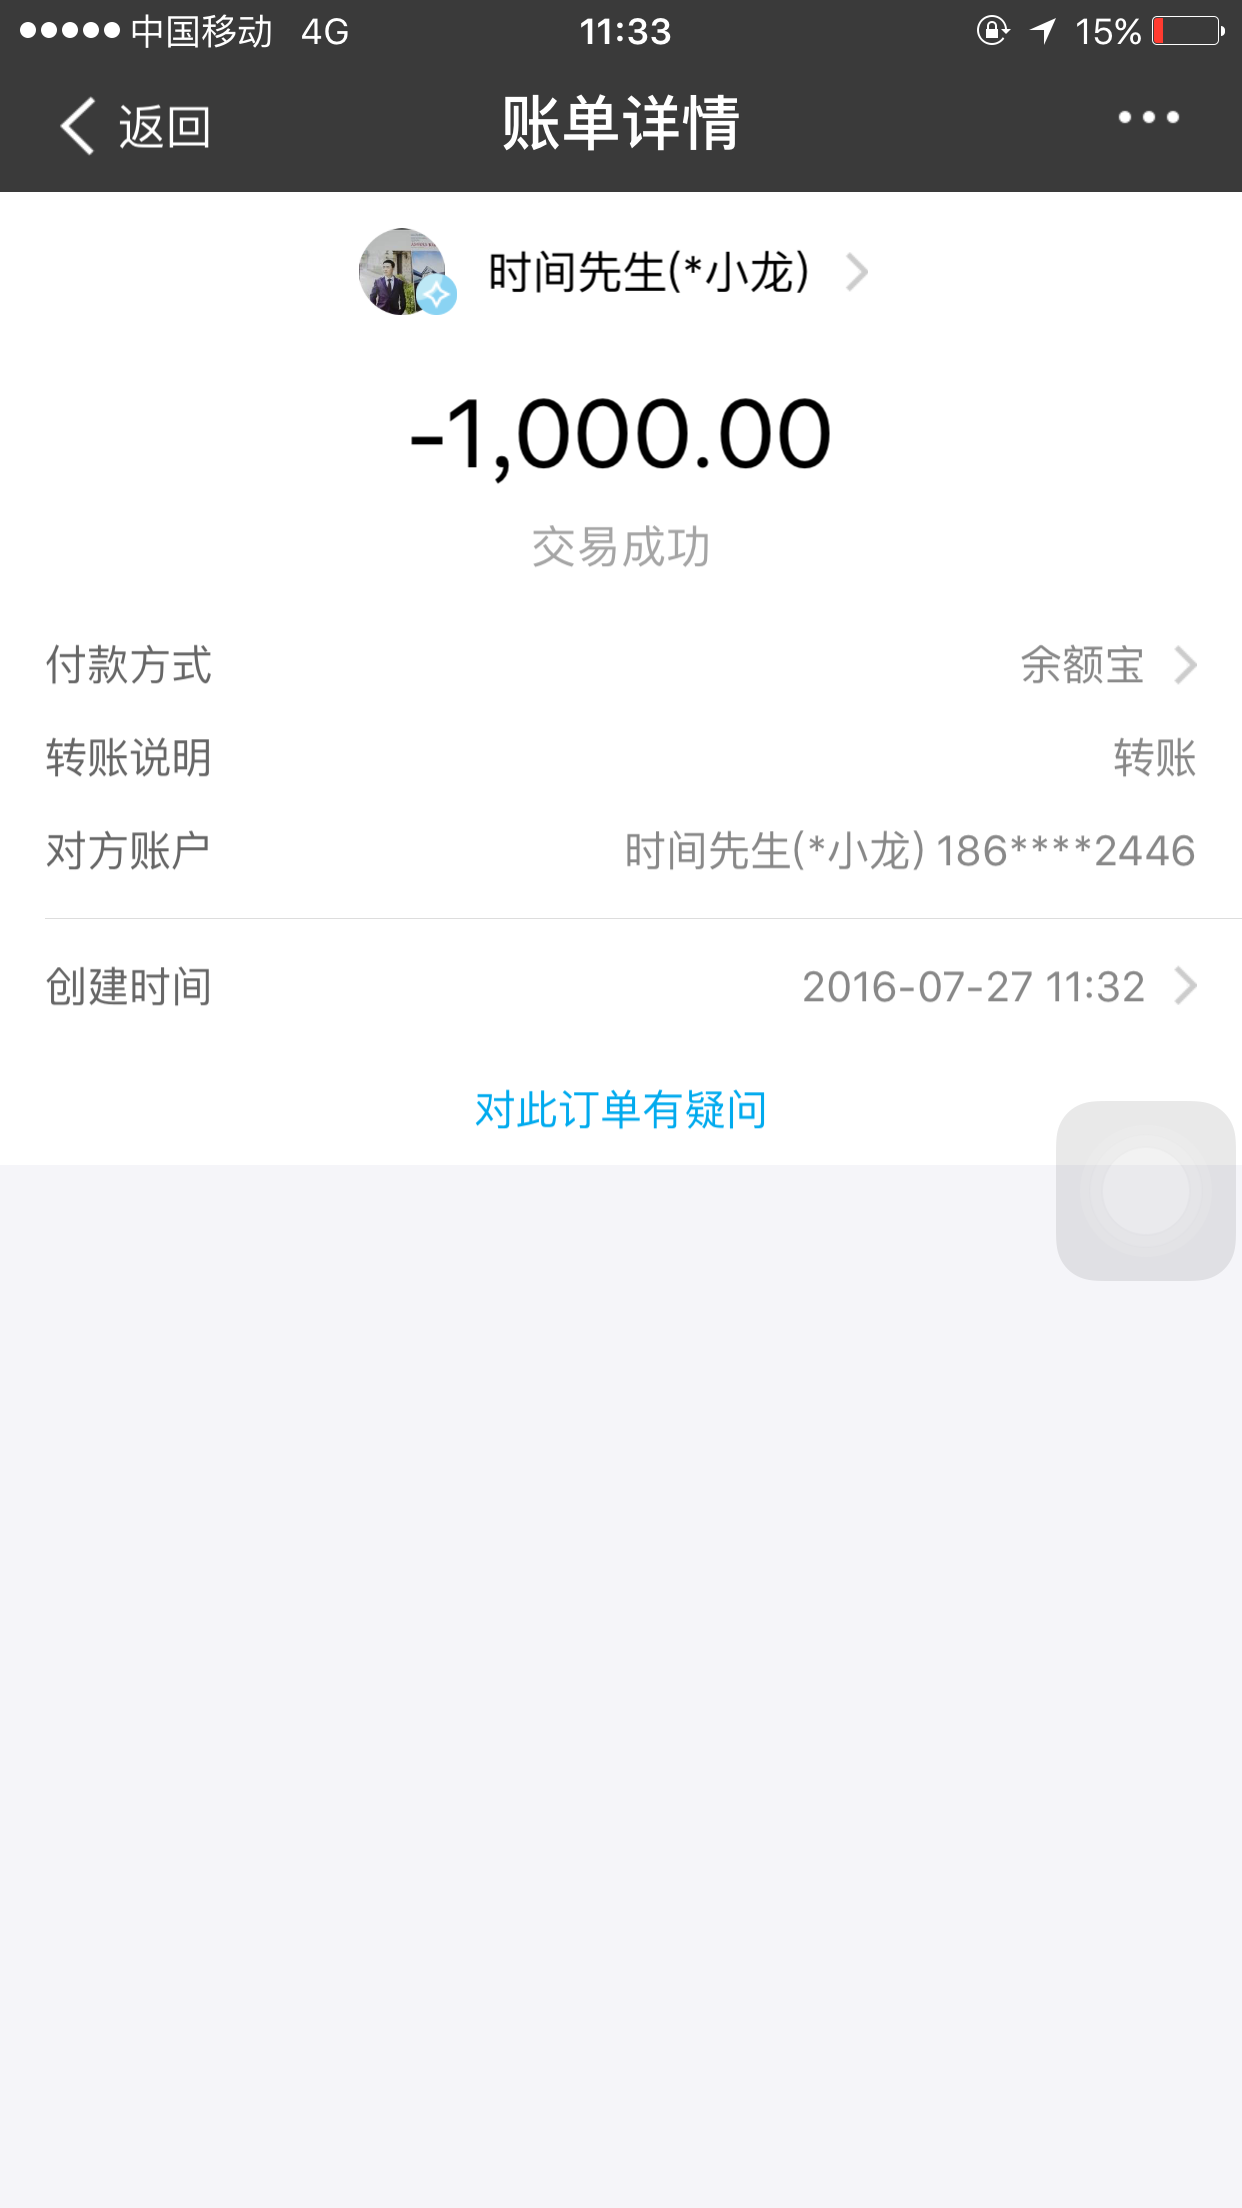 中国移动 4G 11:33 15%
返回 账单详情
时间先生(*小龙)
-1,000.00
交易成功
付款方式 余额宝
转账说明 转账
对方账户 时间先生(*小龙) 186****2446
创建时间 2016-07-27 11:32
对此订单有疑问